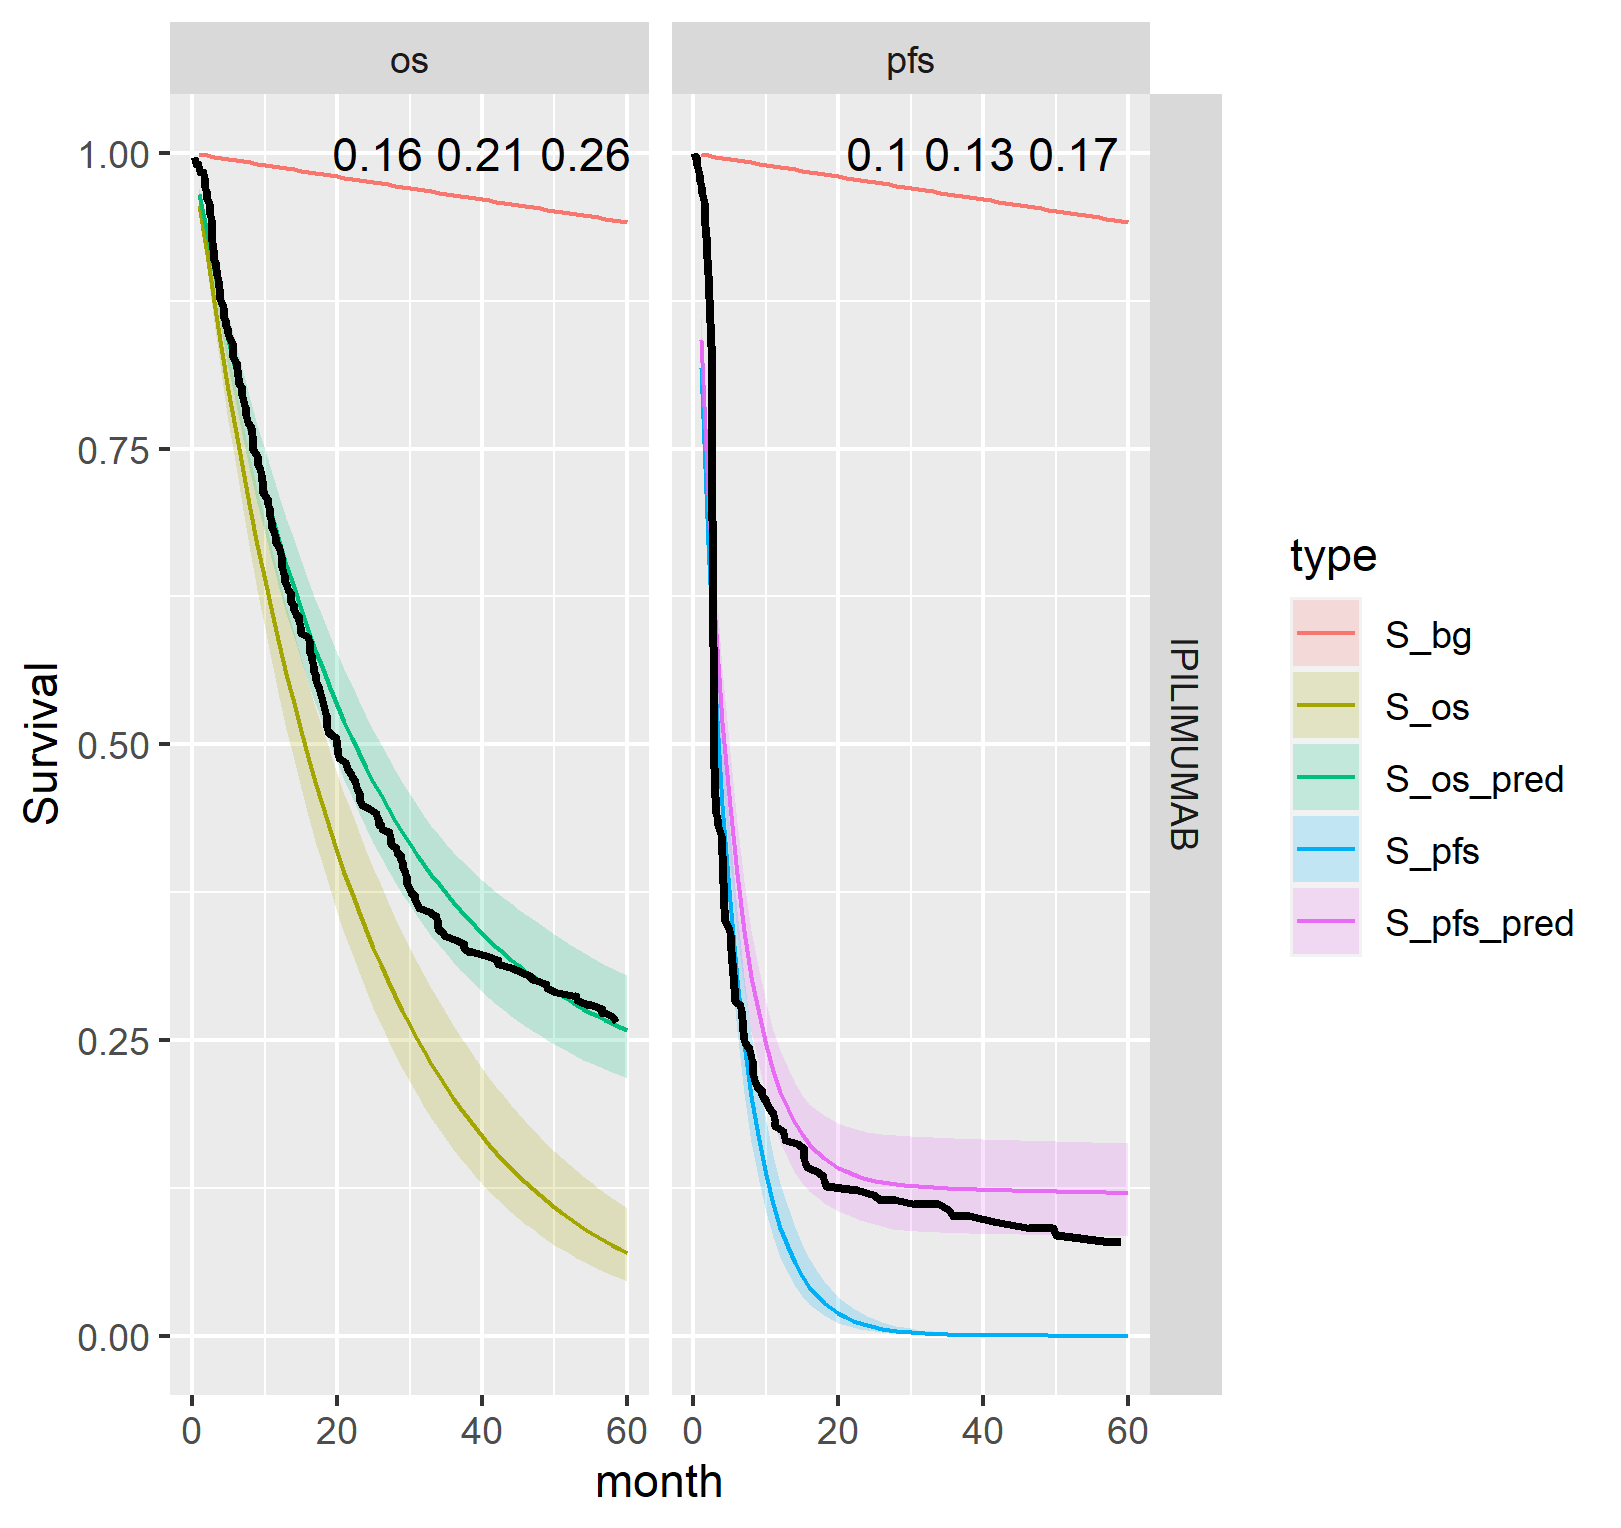 os
pfs
0.16 0.21 0.26
0.1 0.13 0.17
1.00
0.75
0.50
0.25
0.00
Survival
IPILIMUMAB
0 20 40 60
0 20 40 60
month
type
S_bg
S_os
S_os_pred
S_pfs
S_pfs_pred